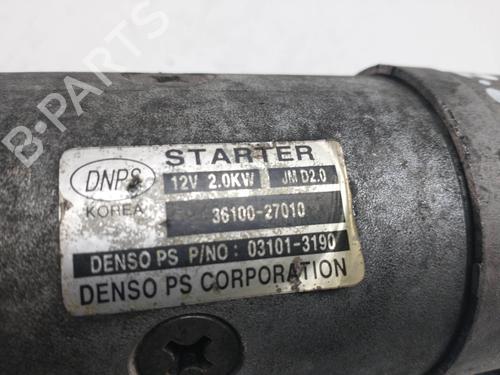 B-PARTS
STARTER
DNPS 12V 2.0KW JM D2.0
KOREA 36100-27010
DENSO PS P/NO : 03101-3190
DENSO PS CORPORATION